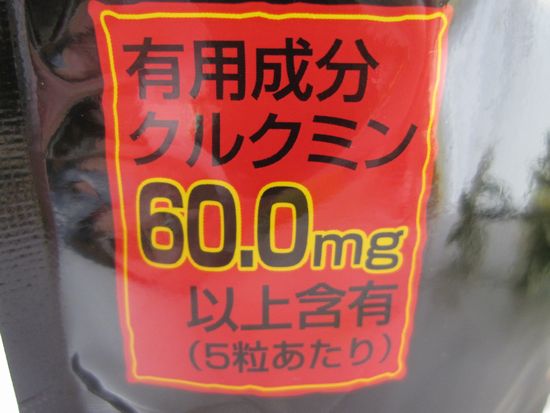 有用成分
クルクミン
60.0mg
以上含有
(5粒あたり)